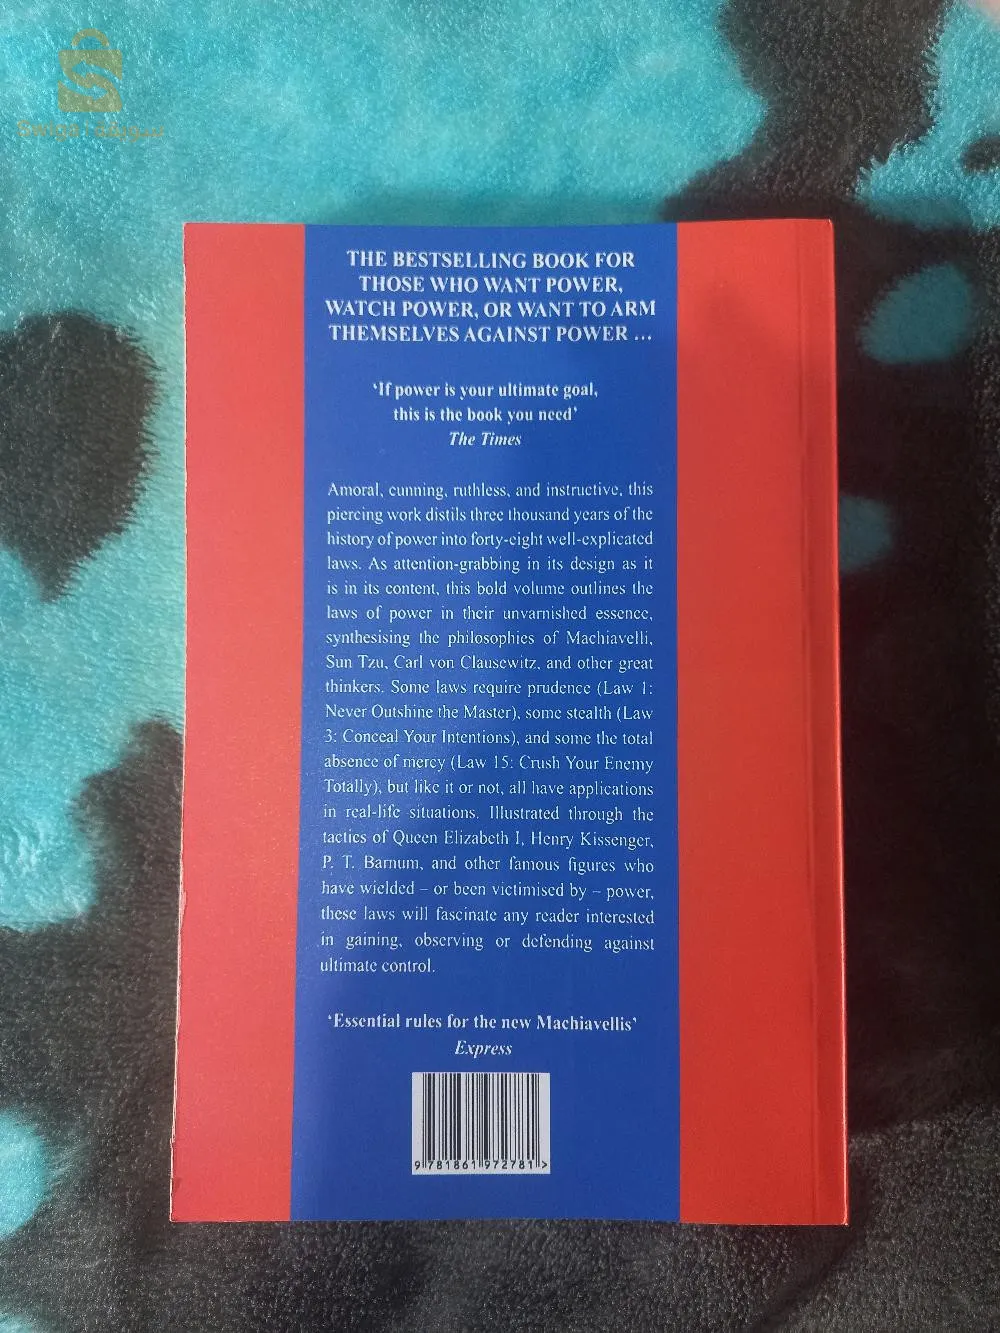 THE BESTSELLING BOOK FOR
THOSE WHO WANT POWER,
WATCH POWER, OR WANT TO ARM
THEMSELVES AGAINST POWER ...
‘If power is your ultimate goal,
this is the book you need’
The Times
Amoral, cunning, ruthless, and instructive, this
piercing work distils three thousand years of the
history of power into forty-eight well-explicated
laws. As attention-grabbing in its design as it
is in its content, this bold volume outlines the
laws of power in their unvarnished essence,
synthesising the philosophies of Machiavelli,
Sun Tzu, Carl von Clausewitz, and other great
thinkers. Some laws require prudence (Law 1:
Never Outshine the Master), some stealth (Law
3: Conceal Your Intentions), and some the total
absence of mercy (Law 15: Crush Your Enemy
Totally), but like it or not, all have applications
in real-life situations. Illustrated through the
tactics of Queen Elizabeth I, Henry Kissenger,
P. T. Barnum, and other famous figures who
have wielded – or been victimised by – power,
these laws will fascinate any reader interested
in gaining, observing or defending against
ultimate control.
‘Essential rules for the new Machiavellis’
Express
9 781861 972781 >